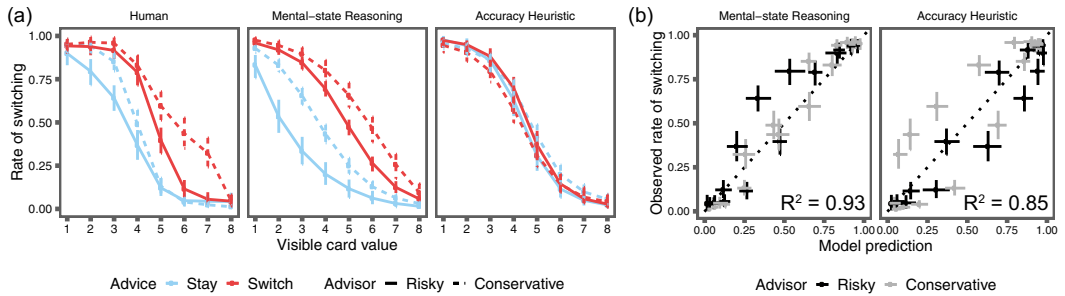 (a)
Human
Mental−state Reasoning
Accuracy Heuristic
Rate of switching
1.00
0.75
0.50
0.25
0.00
1 2 3 4 5 6 7 8
1 2 3 4 5 6 7 8
1 2 3 4 5 6 7 8
Visible card value
Advice Stay Switch Advisor Risky Conservative
(b)
Mental−state Reasoning
Accuracy Heuristic
Observed rate of switching
1.00
0.75
0.50
0.25
0.00
R² = 0.93
R² = 0.85
0.00 0.25 0.50 0.75 1.00
0.00 0.25 0.50 0.75 1.00
Model prediction
Advisor Risky Conservative